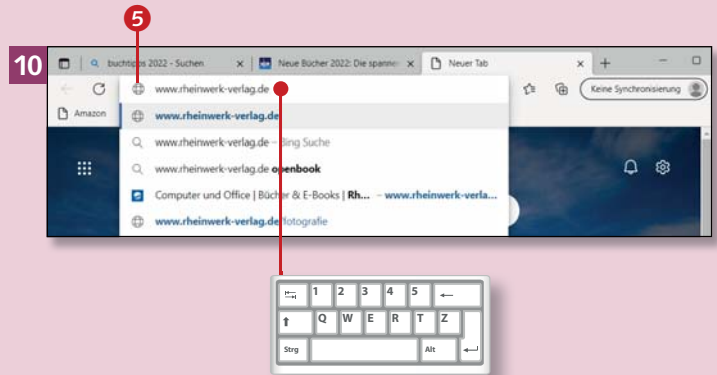 5
10
buchtipps 2022 - Suchen
Neue Bücher 2022: Die spanner
Neuer Tab
www.rheinwerk-verlag.de
Keine Synchronisierung
Amazon
www.rheinwerk-verlag.de
www.rheinwerk-verlag.de – Bing Suche
www.rheinwerk-verlag.de openbook
Computer und Office | Bücher & E-Books | Rh... – www.rheinwerk-verla...
www.rheinwerk-verlag.de/fotografie
1 2 3 4 5
Q W E R T Z
Strg Alt